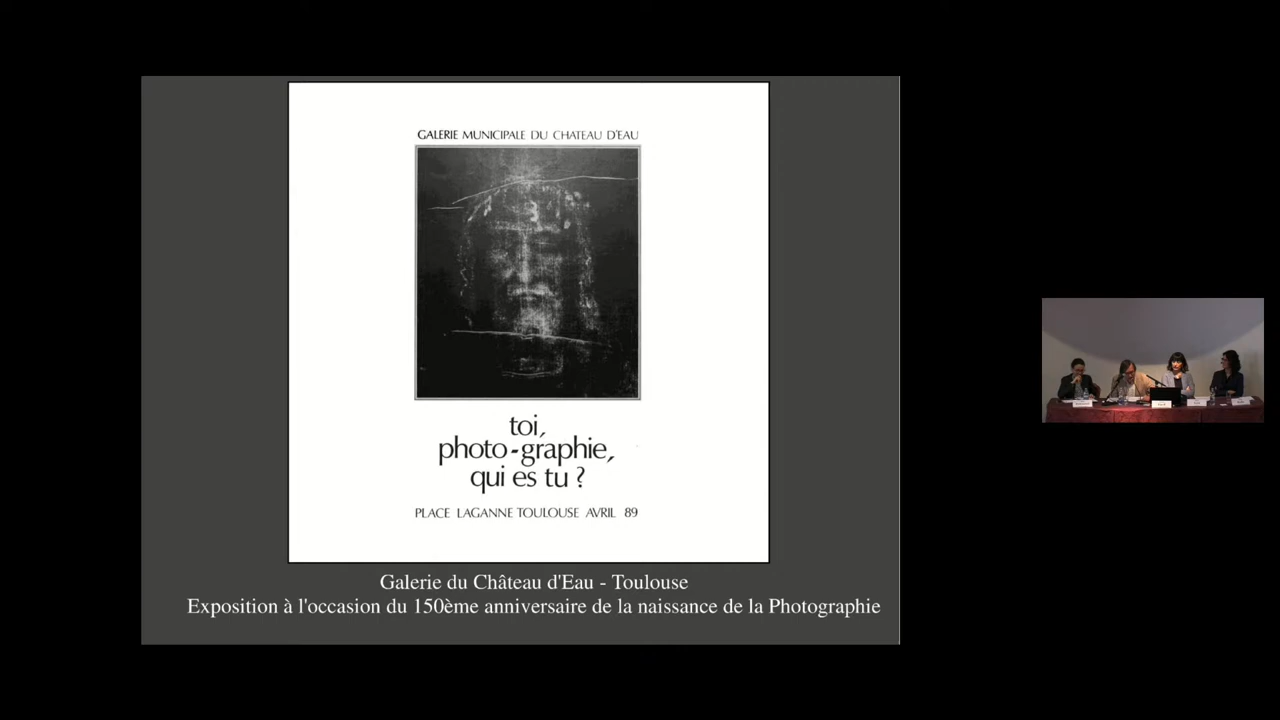 GALERIE MUNICIPALE DU CHATEAU D'EAU
toi,
photo-graphie,
qui es tu ?
PLACE LAGANNE TOULOUSE AVRIL 89
Galerie du Château d'Eau - Toulouse
Exposition à l'occasion du 150ème anniversaire de la naissance de la Photographie